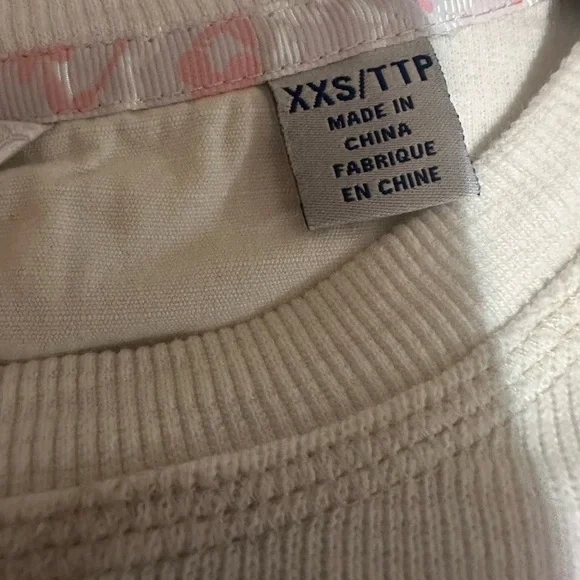 XXS/TTP
MADE IN
CHINA
FABRIQUE
EN CHINE